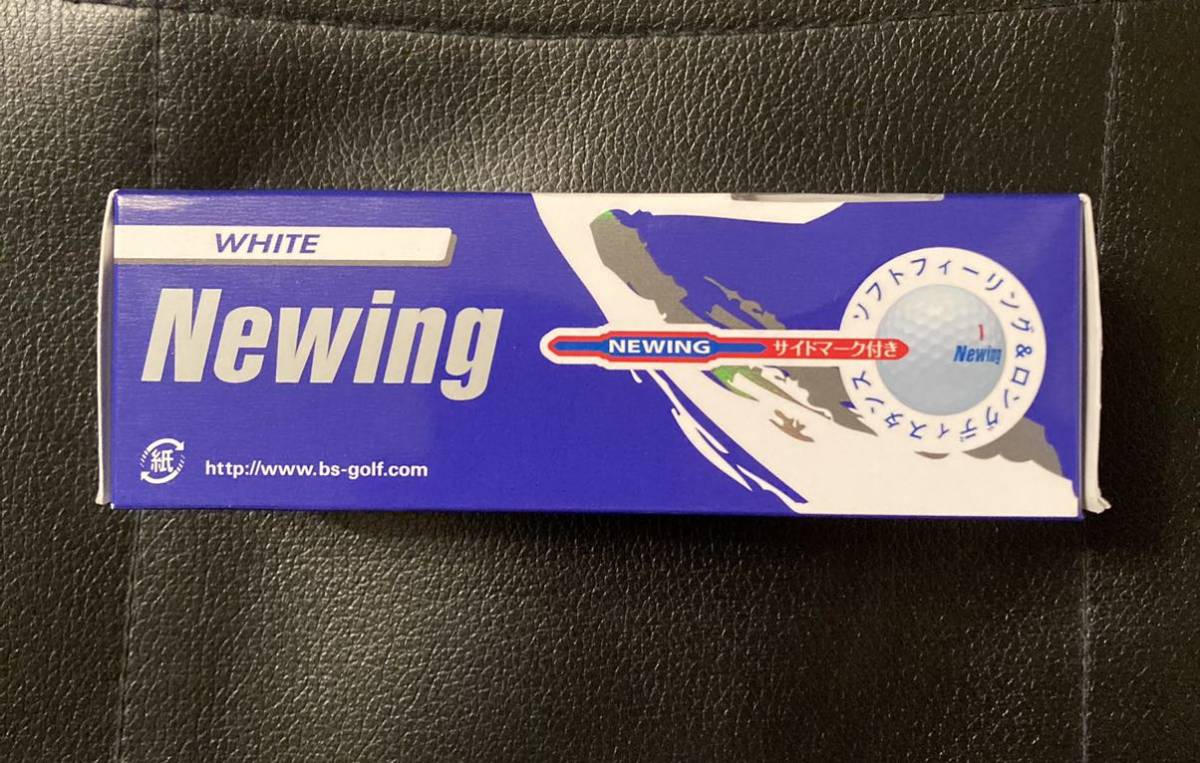 WHITE
Newing
紙
http://www.bs-golf.com
NEWING
サイドマーク付き
ソフトフィーリング&ロングディスタンス
1
Newing